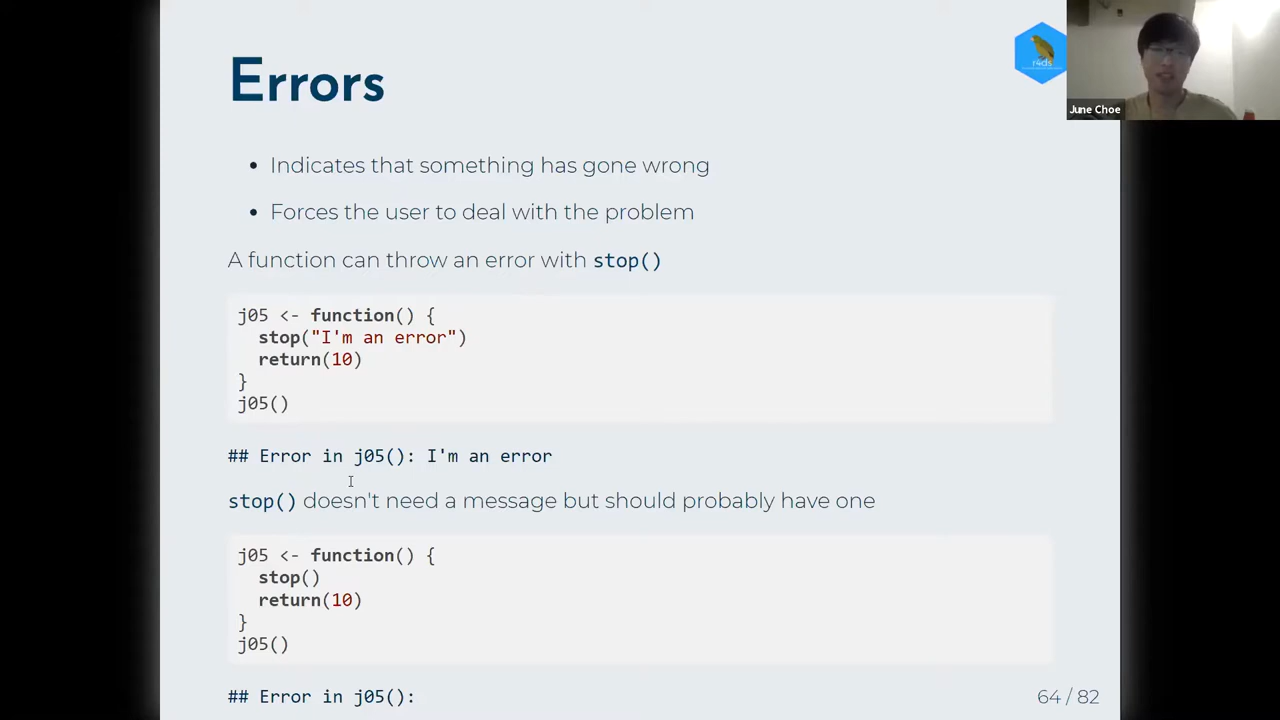 Errors
r4ds
June Choe
• Indicates that something has gone wrong
• Forces the user to deal with the problem
A function can throw an error with stop()
j05 <- function() {
  stop("I'm an error")
  return(10)
}
j05()
## Error in j05(): I'm an error
stop() doesn't need a message but should probably have one
j05 <- function() {
  stop()
  return(10)
}
j05()
## Error in j05():
64 / 82